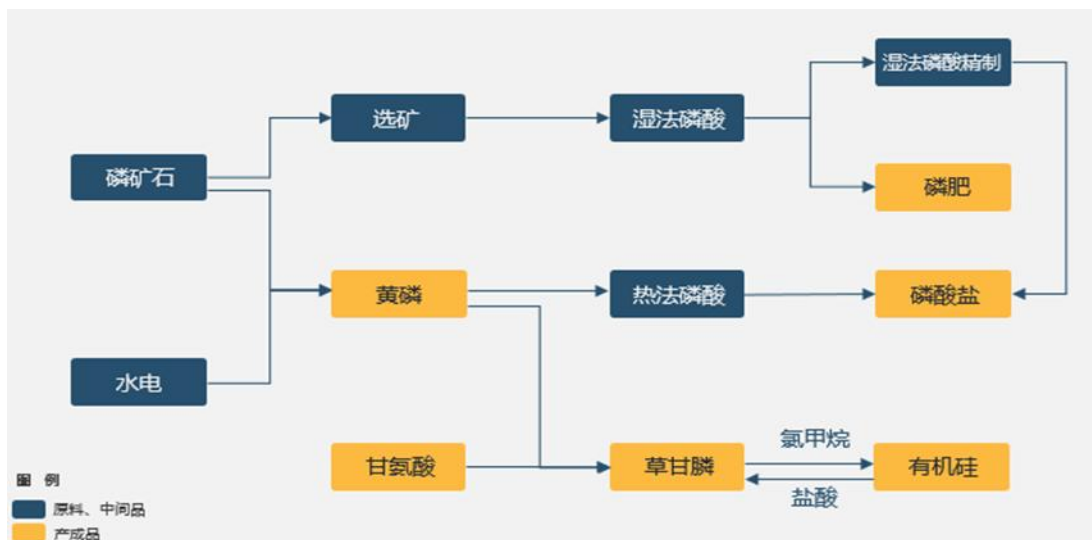 湿法磷酸精制
选矿
湿法磷酸
磷矿石
磷肥
黄磷
热法磷酸
磷酸盐
水电
氯甲烷
甘氨酸
草甘膦
有机硅
盐酸
图 例
原料、中间品
产成品